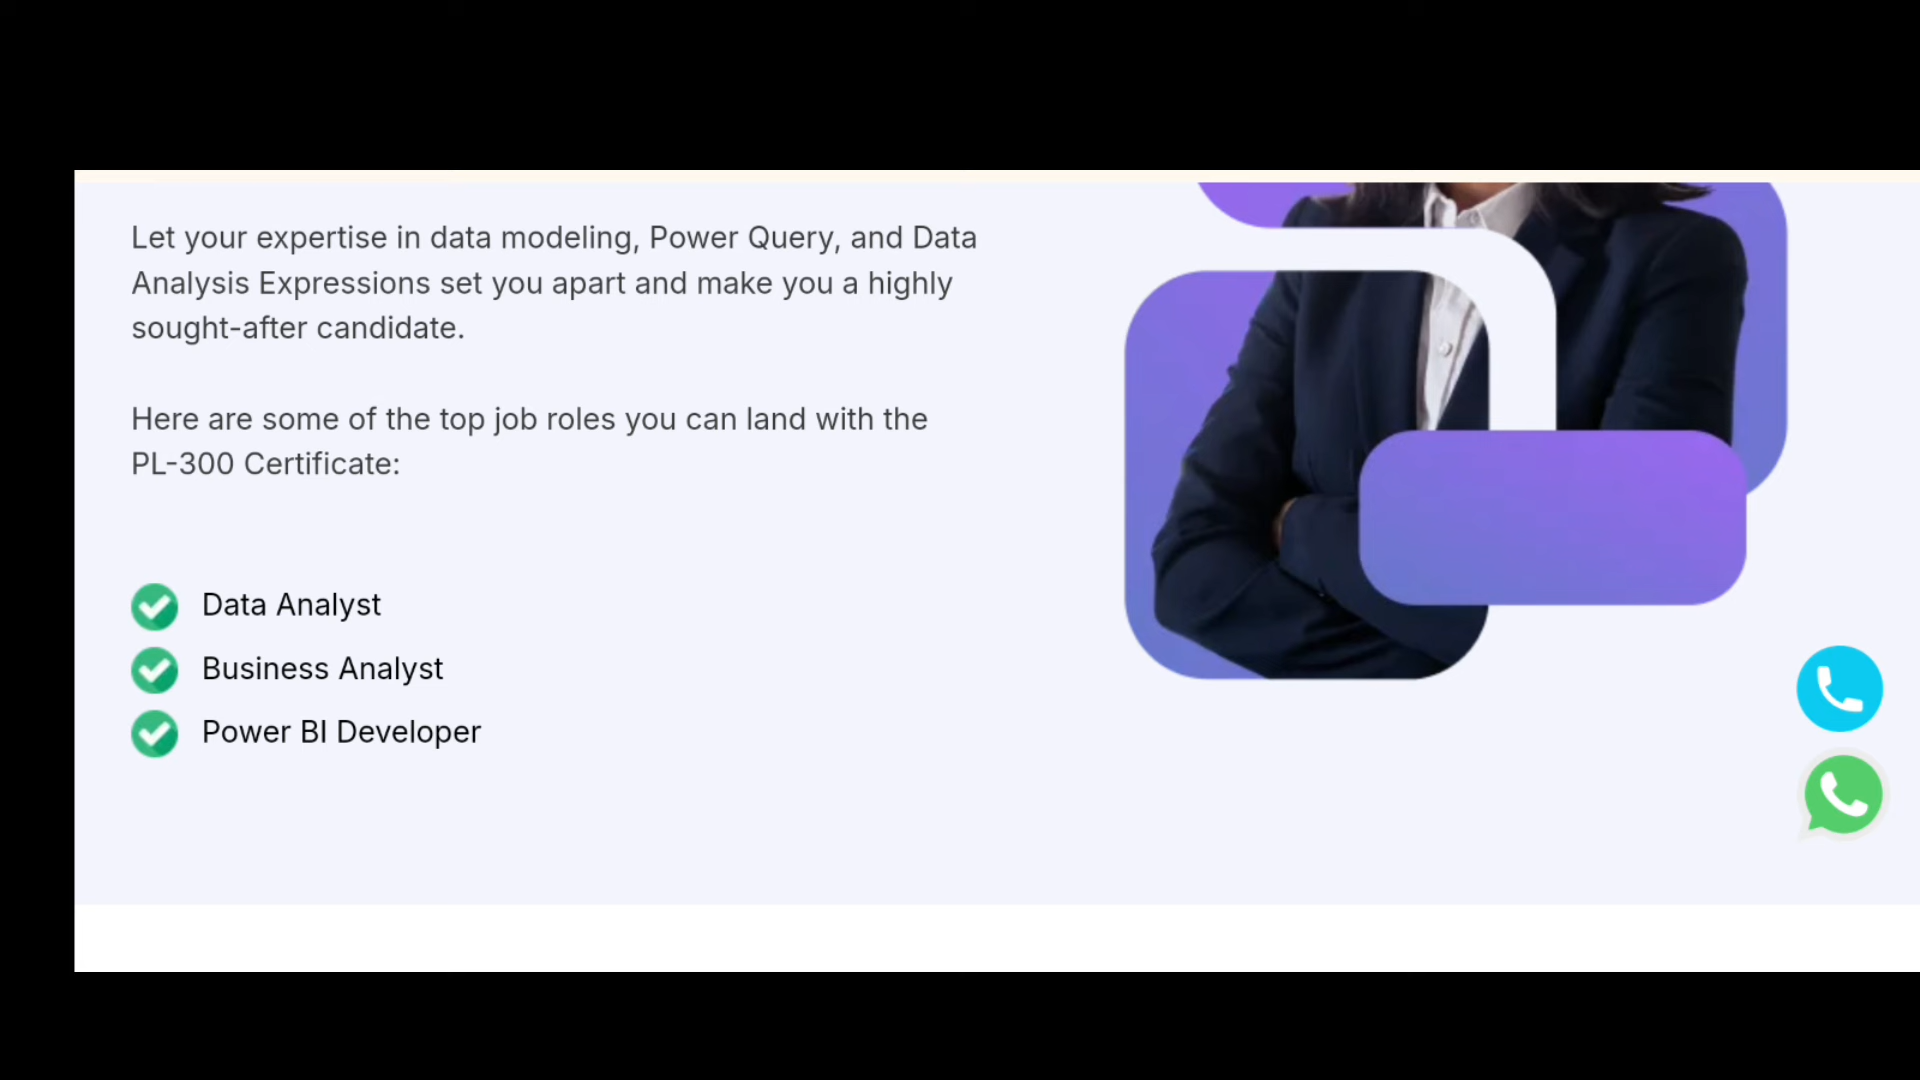 Let your expertise in data modeling, Power Query, and Data
Analysis Expressions set you apart and make you a highly
sought-after candidate.
Here are some of the top job roles you can land with the
PL-300 Certificate:
Data Analyst
Business Analyst
Power BI Developer